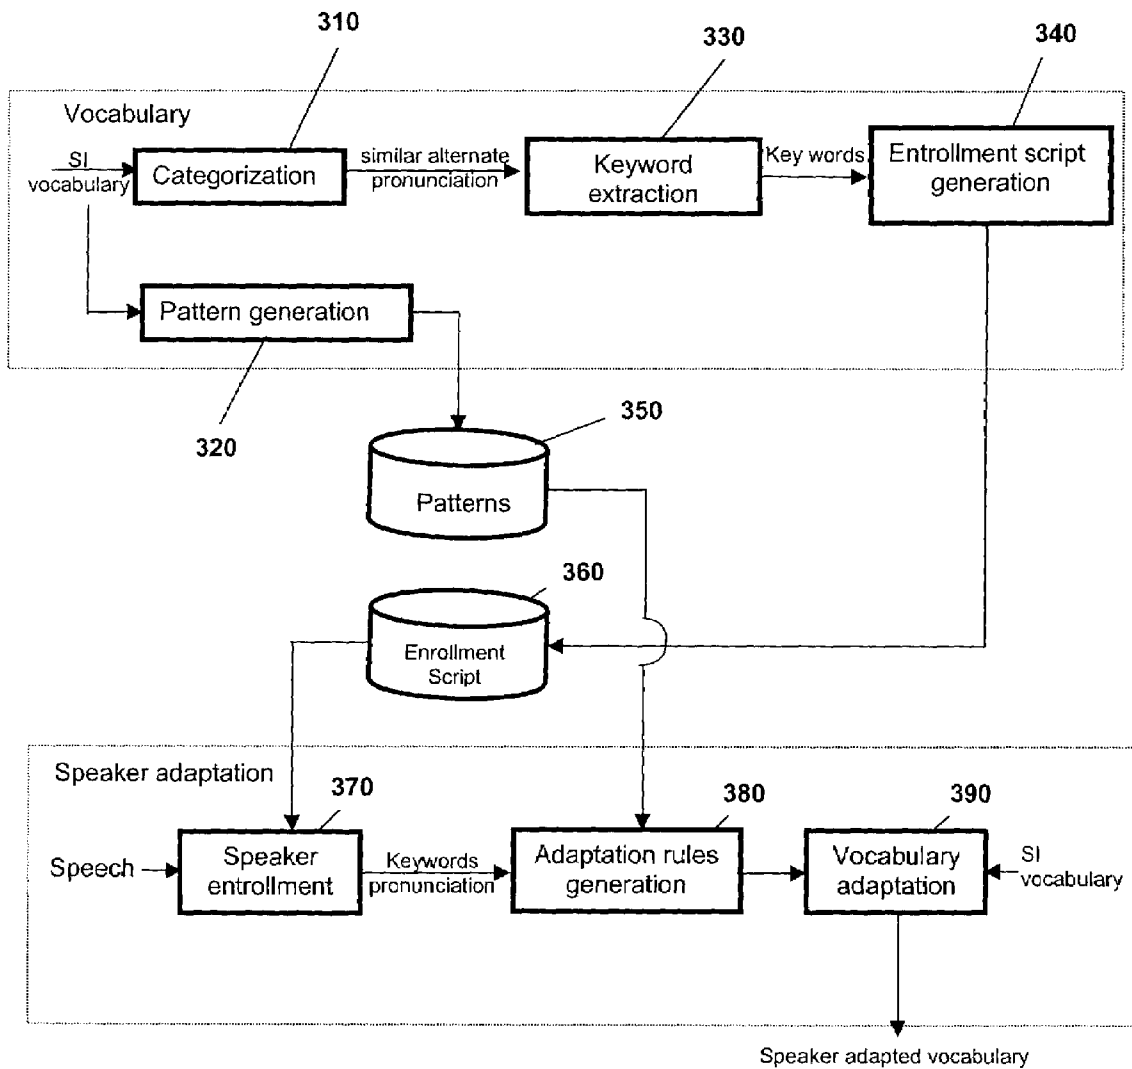 310
330
340
Vocabulary
SI
vocabulary
Categorization
similar alternate
pronunciation
Keyword
extraction
Key words
Entrollment script
generation
Pattern generation
320
350
Patterns
360
Enrollment
Script
Speaker adaptation
370
380
390
Speech
Speaker
entrollment
Keywords
pronunciation
Adaptation rules
generation
Vocabulary
adaptation
SI
vocabulary
Speaker adapted vocabulary